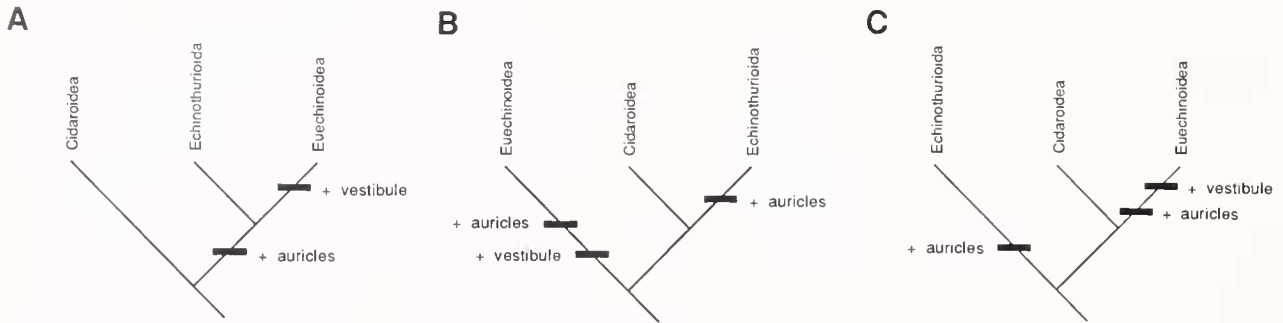 A
Cidaroidea
Echinothurioida
Euechinoidea
+ vestibule
+ auricles
B
Euechinoidea
Cidaroidea
Echinothurioida
+ auricles
+ auricles
+ vestibule
C
Echinothurioida
Cidaroidea
Euechinoidea
+ vestibule
+ auricles
+ auricles